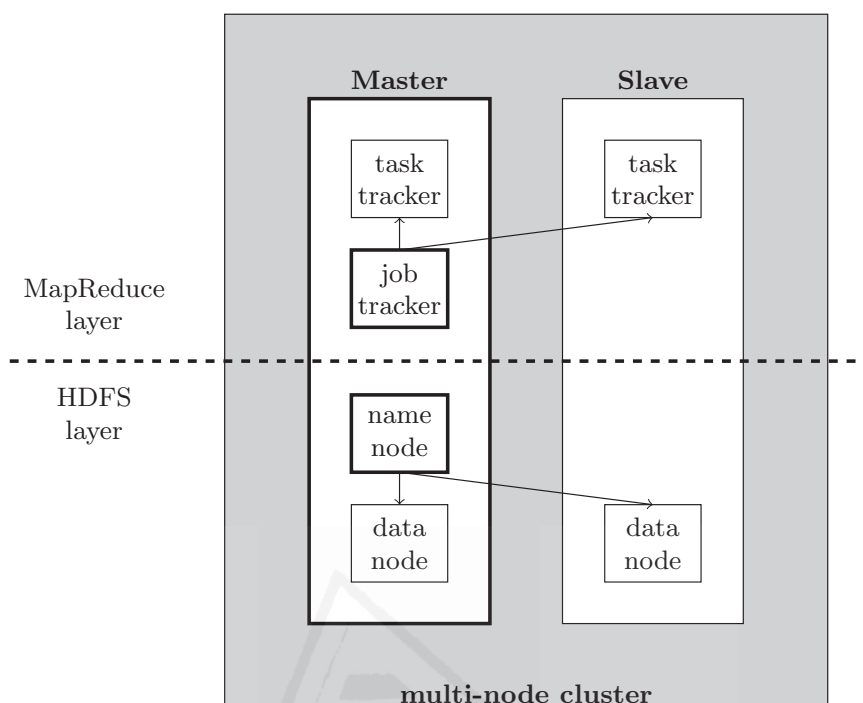 Master
Slave
task
tracker
task
tracker
job
tracker
MapReduce
layer
HDFS
layer
name
node
data
node
data
node
multi-node cluster